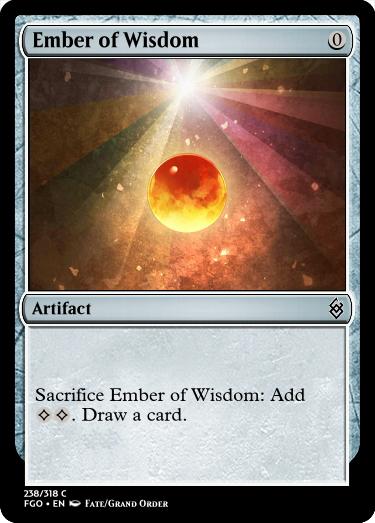 Ember of Wisdom 0
Artifact
Sacrifice Ember of Wisdom: Add
. Draw a card.
238/318 C
FGO • EN Fate/Grand Order